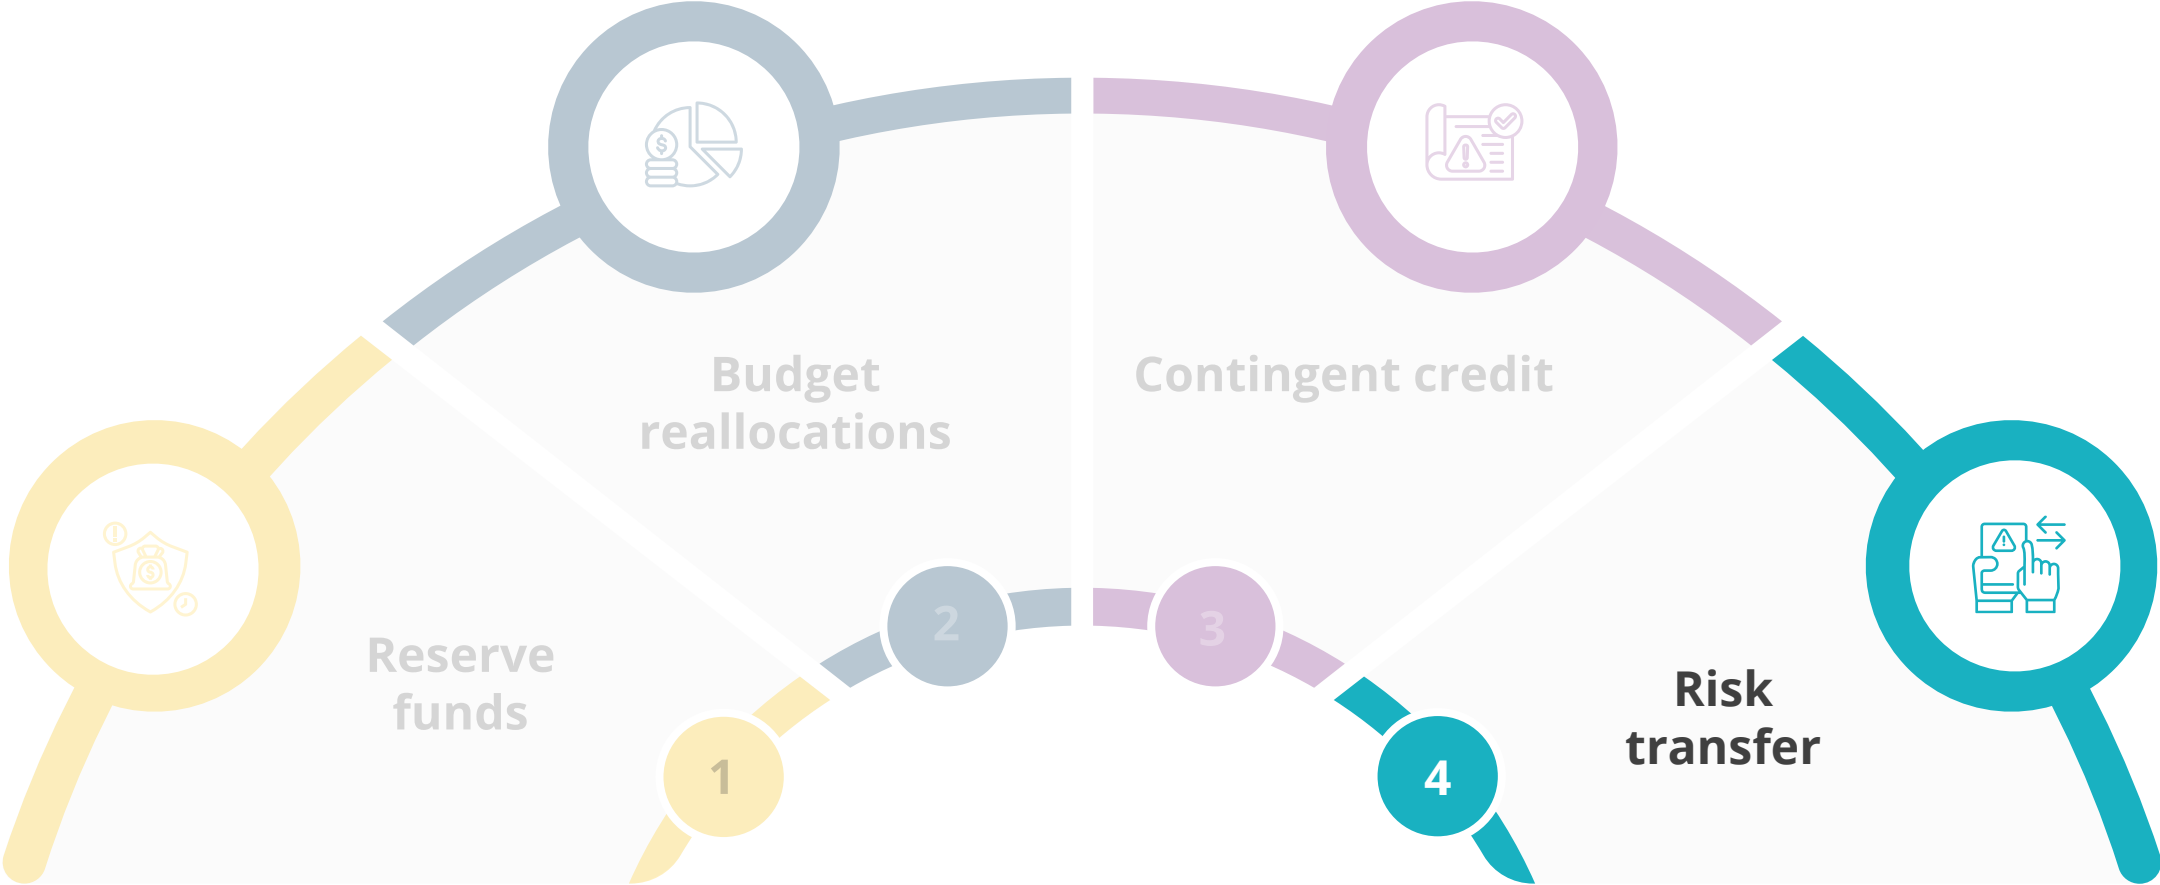 Budget
reallocations
Contingent credit
Reserve
funds
Risk
transfer
1
2
3
4
$
$